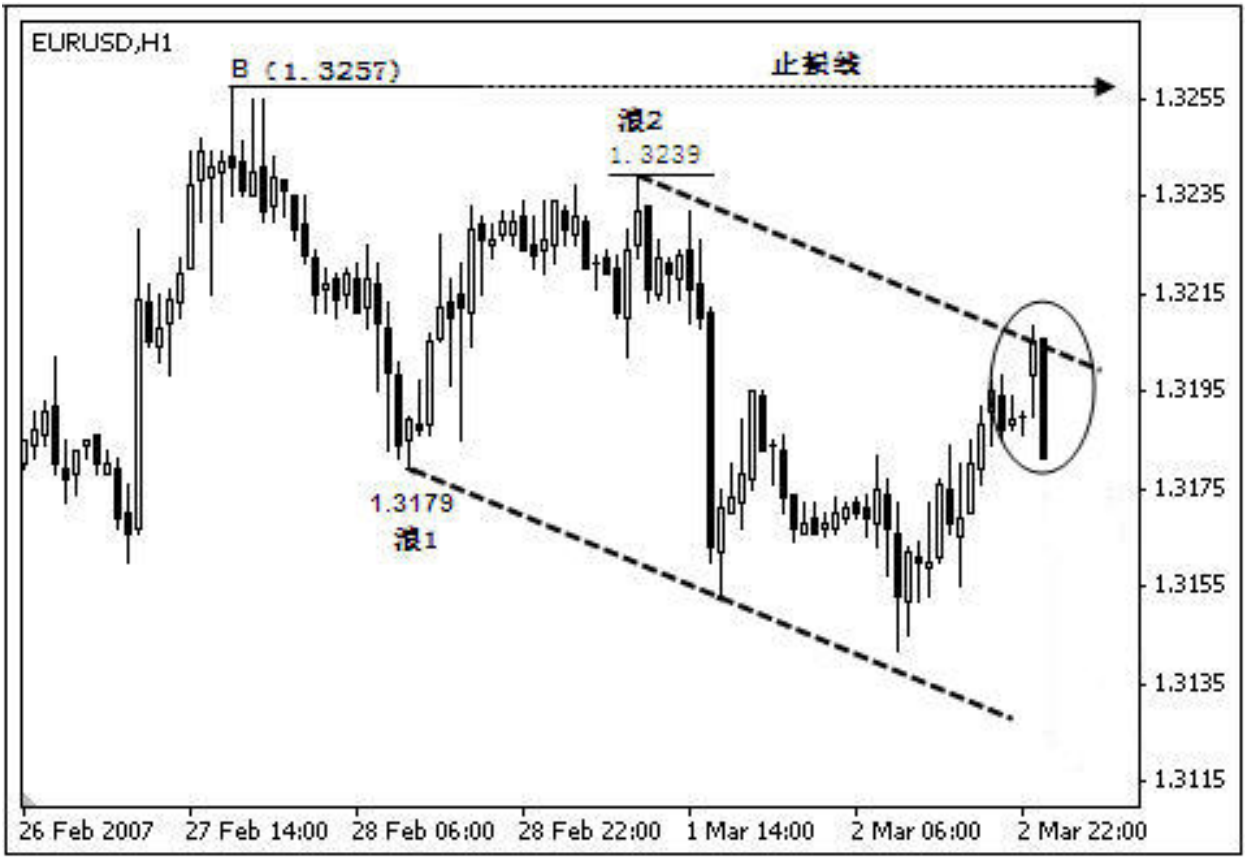 EURUSD,H1
B (1.3257)
止损线
浪2
1.3239
1.3179
浪1
1.3255
1.3235
1.3215
1.3195
1.3175
1.3155
1.3135
1.3115
26 Feb 2007
27 Feb 14:00
28 Feb 06:00
28 Feb 22:00
1 Mar 14:00
2 Mar 06:00
2 Mar 22:00